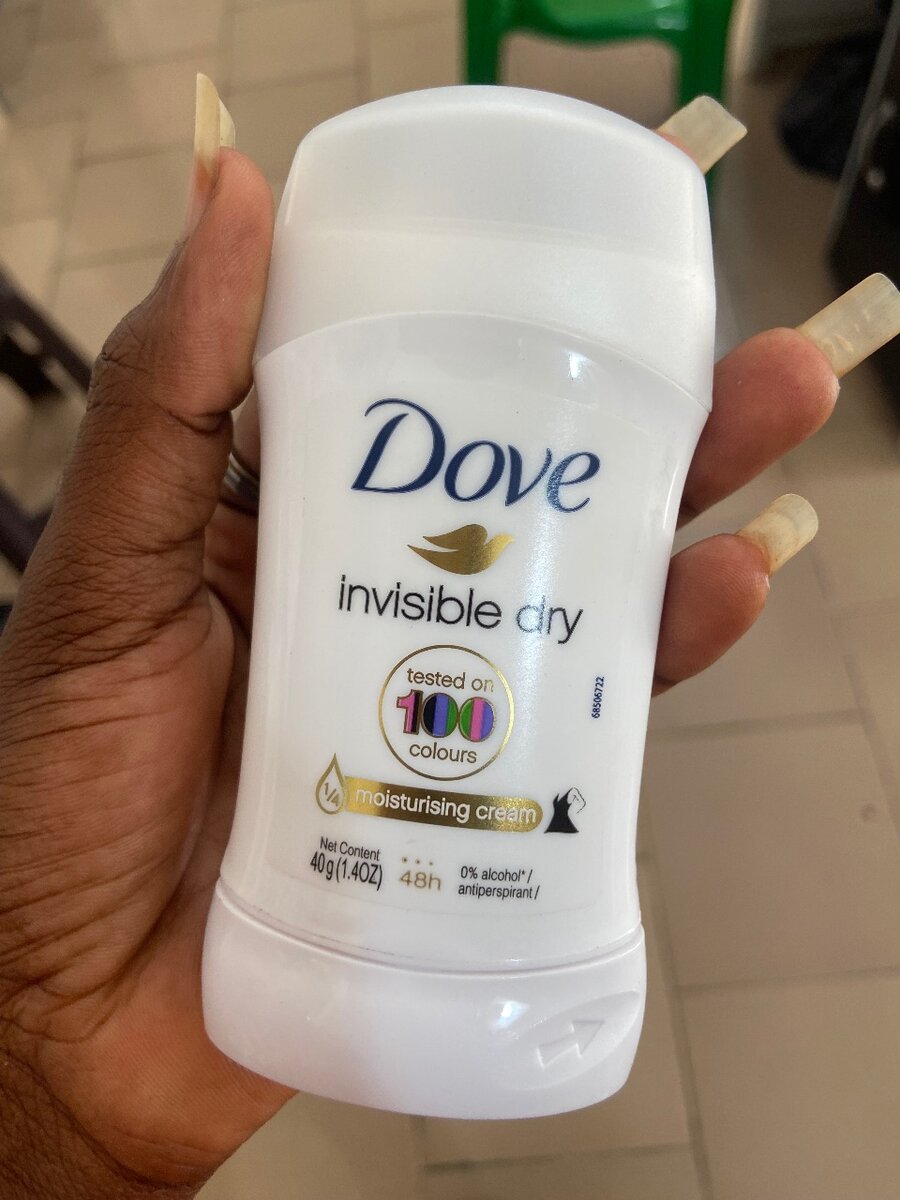 Dove
invisible dry
tested on
100
colours
68506722
1/4 moisturising cream
Net Content
40g (1.4OZ)
48h
0% alcohol* /
antiperspirant /